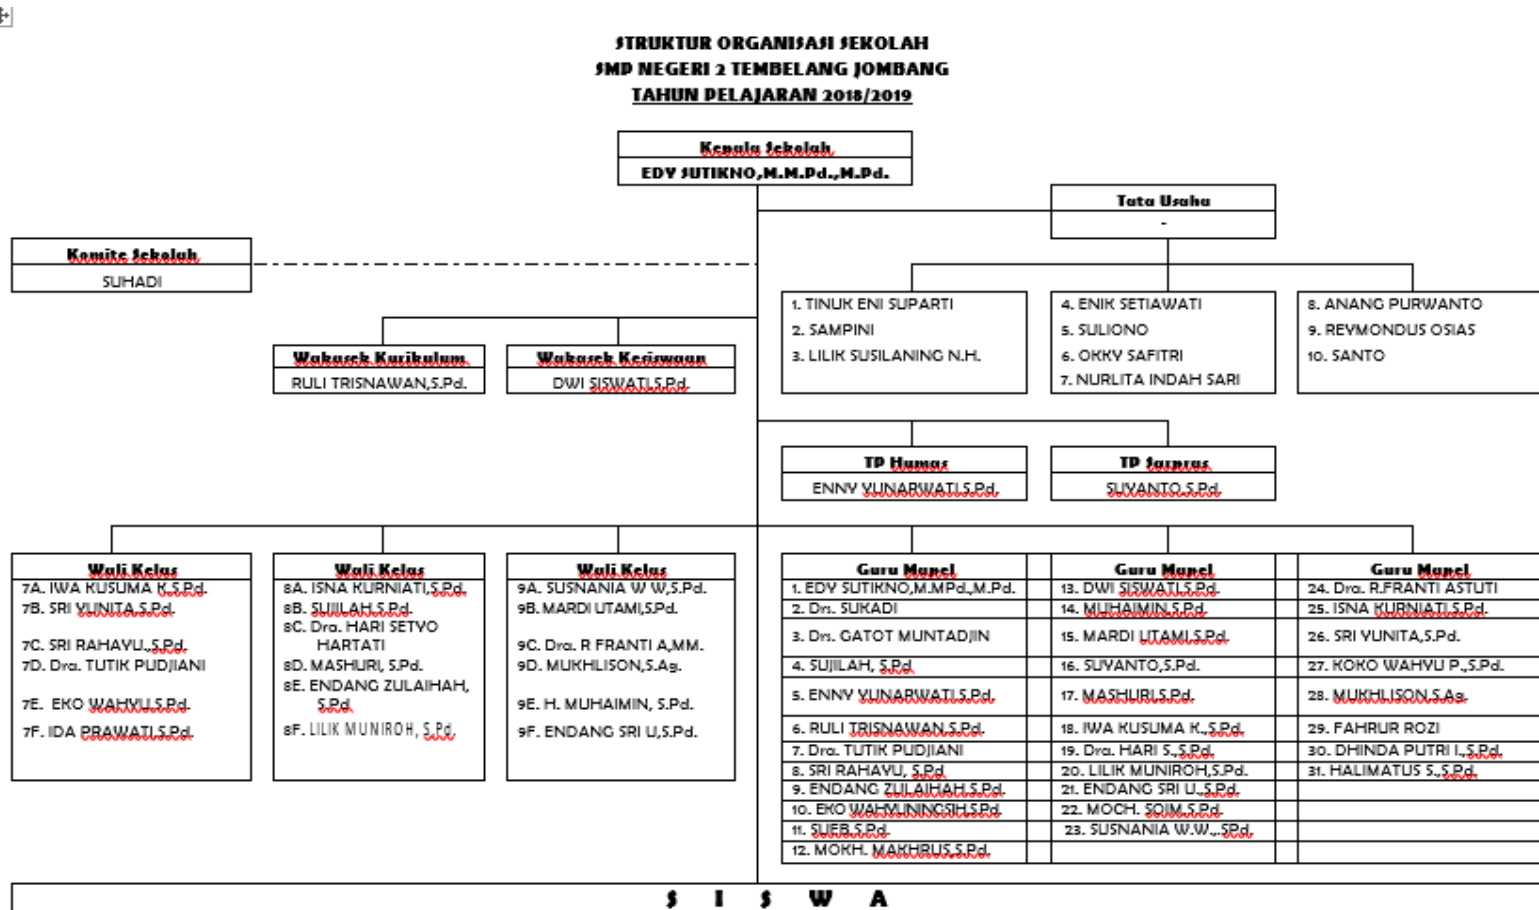 STRUKTUR ORGANISASI SEKOLAH
SMP NEGERI 2 TEMBELANG JOMBANG
TAHUN PELAJARAN 2018/2019
Kepala Sekolah
EDY SUTIKNO,M.M.Pd.,M.Pd.
Tata Usaha
-
Komite Sekolah
SUHADI
1. TINUK ENI SUPARTI
2. SAMPINI
3. LILIK SUSILANING N.H.
4. ENIK SETIAWATI
5. SULIONO
6. OKKY SAFITRI
7. NURLITA INDAH SARI
8. ANANG PURWANTO
9. REYMONDUS OSIAS
10. SANTO
Wakasek Kurikulum
RULI TRISNAWAN,S.Pd.
Wakasek Kesiswaan
DWI SISWATI,S.Pd.
TP Humas
ENNY YUNARWATI,S.Pd.
TP Sarpras
SUYANTO,S.Pd.
Wali Kelas
7A. IWA KUSUMA K,S.Pd.
7B. SRI YUNITA,S.Pd.
7C. SRI RAHAYU.,S.Pd.
7D. Dra. TUTIK PUDJIANI
7E. EKO WAHYU,S.Pd.
7F. IDA PRAWATI,S.Pd.
Wali Kelas
8A. ISNA KURNIATI,S.Pd.
8B. SUJILAH,S.Pd.
8C. Dra. HARI SETYO
HARTATI
8D. MASHURI, S.Pd.
8E. ENDANG ZULAIHAH,
S.Pd.
8F. LILIK MUNIROH, S.Pd.
Wali Kelas
9A. SUSNANIA W W,S.Pd.
9B. MARDI UTAMI,S.Pd.
9C. Dra. R FRANTI A,MM.
9D. MUKHLISON,S.Ag.
9E. H. MUHAIMIN, S.Pd.
9F. ENDANG SRI U,S.Pd.
Guru Mapel
1. EDY SUTIKNO,M.MPd.,M.Pd.
2. Drs. SUKADI
3. Drs. GATOT MUNTADJIN
4. SUJILAH, S.Pd
5. ENNY YUNARWATI,S.Pd.
6. RULI TRISNAWAN,S.Pd.
7. Dra. TUTIK PUDJIANI
8. SRI RAHAYU, S.Pd
9. ENDANG ZULAIHAH,S.Pd.
10. EKO WAHYUNINGSIH,S.Pd.
11. SUEB,S.Pd.
12. MOKH. MAKHRUS,S.Pd.
Guru Mapel
13. DWI SISWATI,S.Pd.
14. MUHAIMIN,S.Pd.
15. MARDI UTAMI,S.Pd.
16. SUYANTO,S.Pd.
17. MASHURI,S.Pd.
18. IWA KUSUMA K.,S.Pd.
19. Dra. HARI S.,S.Pd.
20. LILIK MUNIROH,S.Pd.
21. ENDANG SRI U.,S.Pd.
22. MOCH. SOIM,S.Pd.
23. SUSNANIA W.W.,.SPd.
Guru Mapel
24. Dra. R.FRANTI ASTUTI
25. ISNA KURNIATI,S.Pd.
26. SRI YUNITA,S.Pd.
27. KOKO WAHYU P.,S.Pd.
28. MUKHLISON,S.Ag.
29. FAHRUR ROZI
30. DHINDA PUTRI I.,S.Pd.
31. HALIMATUS S.,S.Pd.
S I S W A